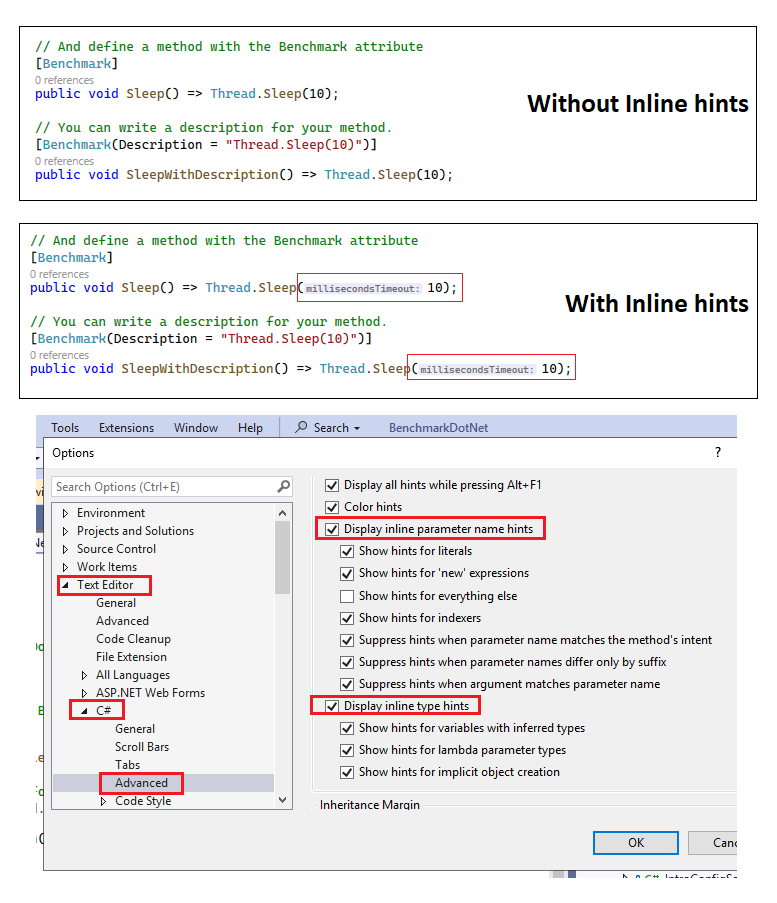 // And define a method with the Benchmark attribute
[Benchmark]
0 references
public void Sleep() => Thread.Sleep(10);
Without Inline hints
// You can write a description for your method.
[Benchmark(Description = "Thread.Sleep(10)")]
0 references
public void SleepWithDescription() => Thread.Sleep(10);
// And define a method with the Benchmark attribute
[Benchmark]
0 references
public void Sleep() => Thread.Sleep(millisecondsTimeout: 10);
With Inline hints
// You can write a description for your method.
[Benchmark(Description = "Thread.Sleep(10)")]
0 references
public void SleepWithDescription() => Thread.Sleep(millisecondsTimeout: 10);
Tools Extensions Window Help Search BenchmarkDotNet
Options ?
Search Options (Ctrl+E)
Environment
Projects and Solutions
Source Control
Work Items
Text Editor
General
Advanced
Code Cleanup
File Extension
All Languages
ASP.NET Web Forms
C#
General
Scroll Bars
Tabs
Advanced
Code Style
Display all hints while pressing Alt+F1
Color hints
Display inline parameter name hints
Show hints for literals
Show hints for 'new' expressions
Show hints for everything else
Show hints for indexers
Suppress hints when parameter name matches the method's intent
Suppress hints when parameter names differ only by suffix
Suppress hints when argument matches parameter name
Display inline type hints
Show hints for variables with inferred types
Show hints for lambda parameter types
Show hints for implicit object creation
Inheritance Margin
OK Canc